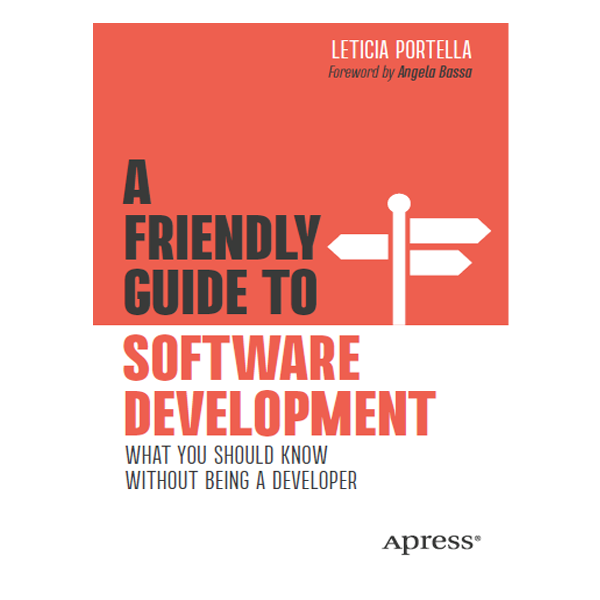 LETICIA PORTELLA
Foreword by Angela Bassa
A
FRIENDLY
GUIDE TO
SOFTWARE
DEVELOPMENT
WHAT YOU SHOULD KNOW
WITHOUT BEING A DEVELOPER
Apress®